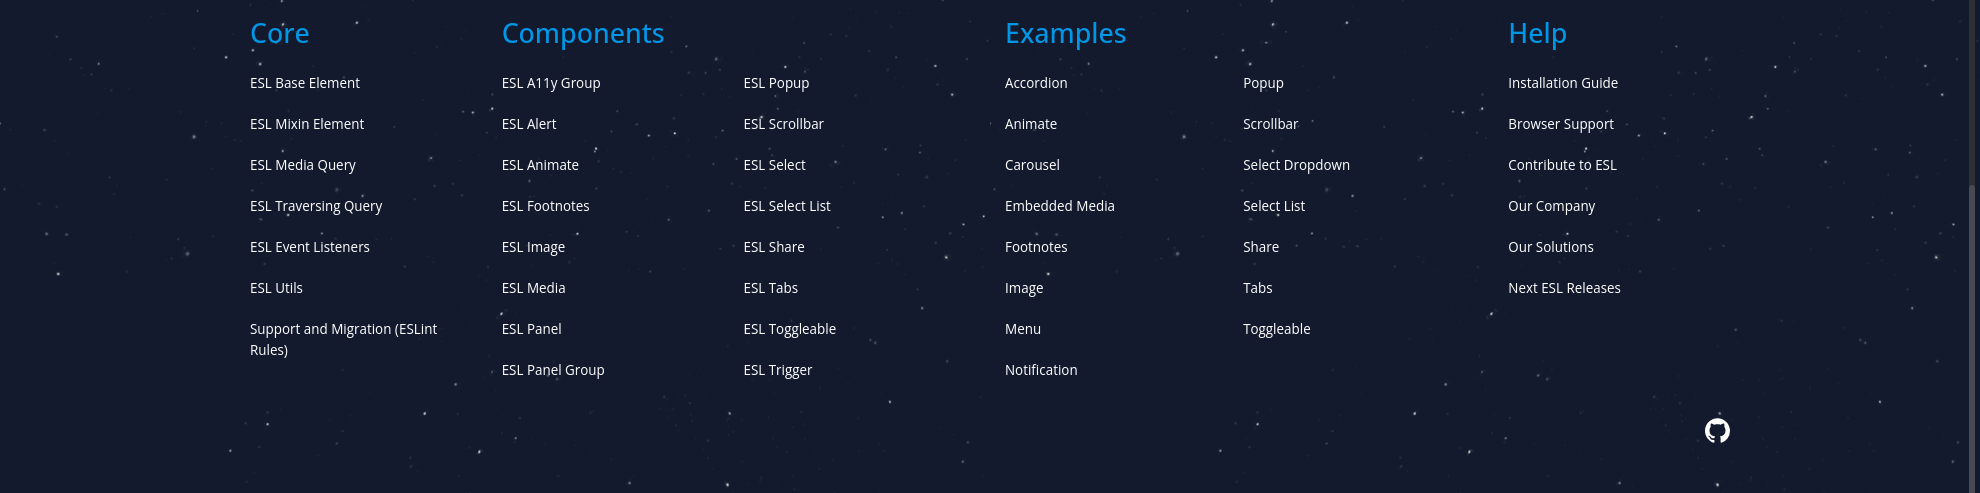 Core
ESL Base Element
ESL Mixin Element
ESL Media Query
ESL Traversing Query
ESL Event Listeners
ESL Utils
Support and Migration (ESLint
Rules)
Components
ESL A11y Group
ESL Alert
ESL Animate
ESL Footnotes
ESL Image
ESL Media
ESL Panel
ESL Panel Group
ESL Popup
ESL Scrollbar
ESL Select
ESL Select List
ESL Share
ESL Tabs
ESL Toggleable
ESL Trigger
Examples
Accordion
Animate
Carousel
Embedded Media
Footnotes
Image
Menu
Notification
Popup
Scrollbar
Select Dropdown
Select List
Share
Tabs
Toggleable
Help
Installation Guide
Browser Support
Contribute to ESL
Our Company
Our Solutions
Next ESL Releases